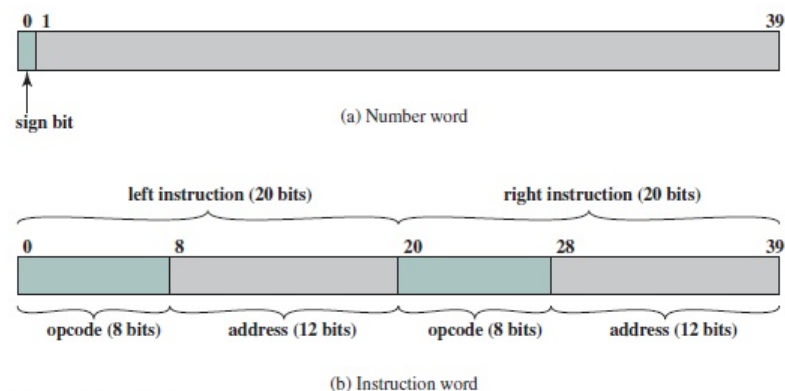 0 1 39
sign bit
(a) Number word
left instruction (20 bits) right instruction (20 bits)
0 8 20 28 39
opcode (8 bits) address (12 bits) opcode (8 bits) address (12 bits)
(b) Instruction word